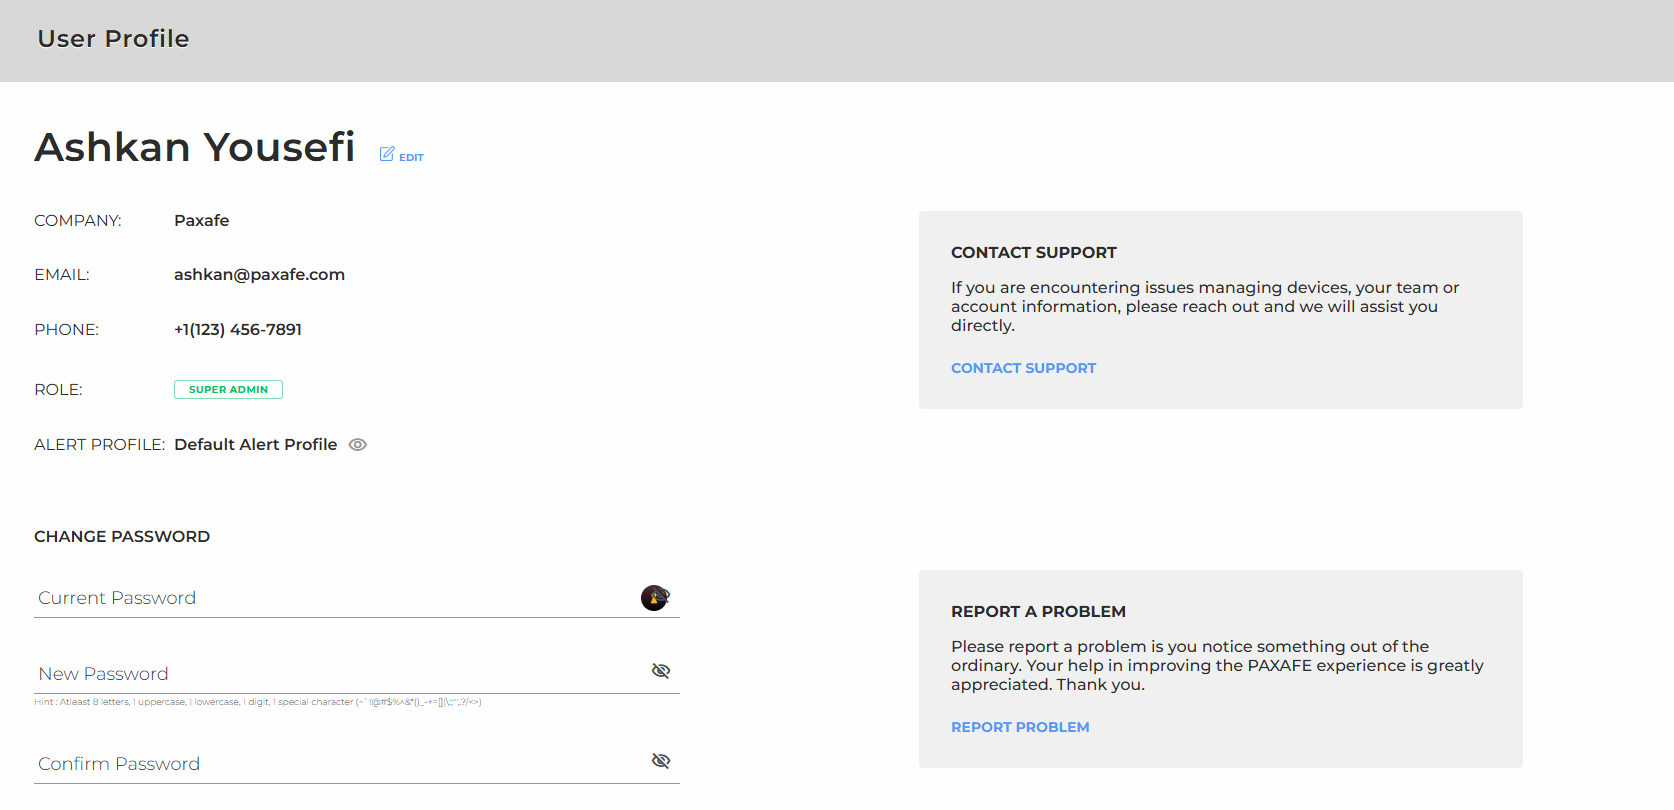 User Profile
Ashkan Yousefi
EDIT
COMPANY: Paxafe
EMAIL: ashkan@paxafe.com
PHONE: +1(123) 456-7891
ROLE: SUPER ADMIN
ALERT PROFILE: Default Alert Profile
CHANGE PASSWORD
Current Password
New Password
Hint : Atleast 8 letters, 1 uppercase, 1 lowercase, 1 digit, 1 special character
Confirm Password
CONTACT SUPPORT
If you are encountering issues managing devices, your team or
account information, please reach out and we will assist you
directly.
CONTACT SUPPORT
REPORT A PROBLEM
Please report a problem is you notice something out of the
ordinary. Your help in improving the PAXAFE experience is greatly
appreciated. Thank you.
REPORT PROBLEM